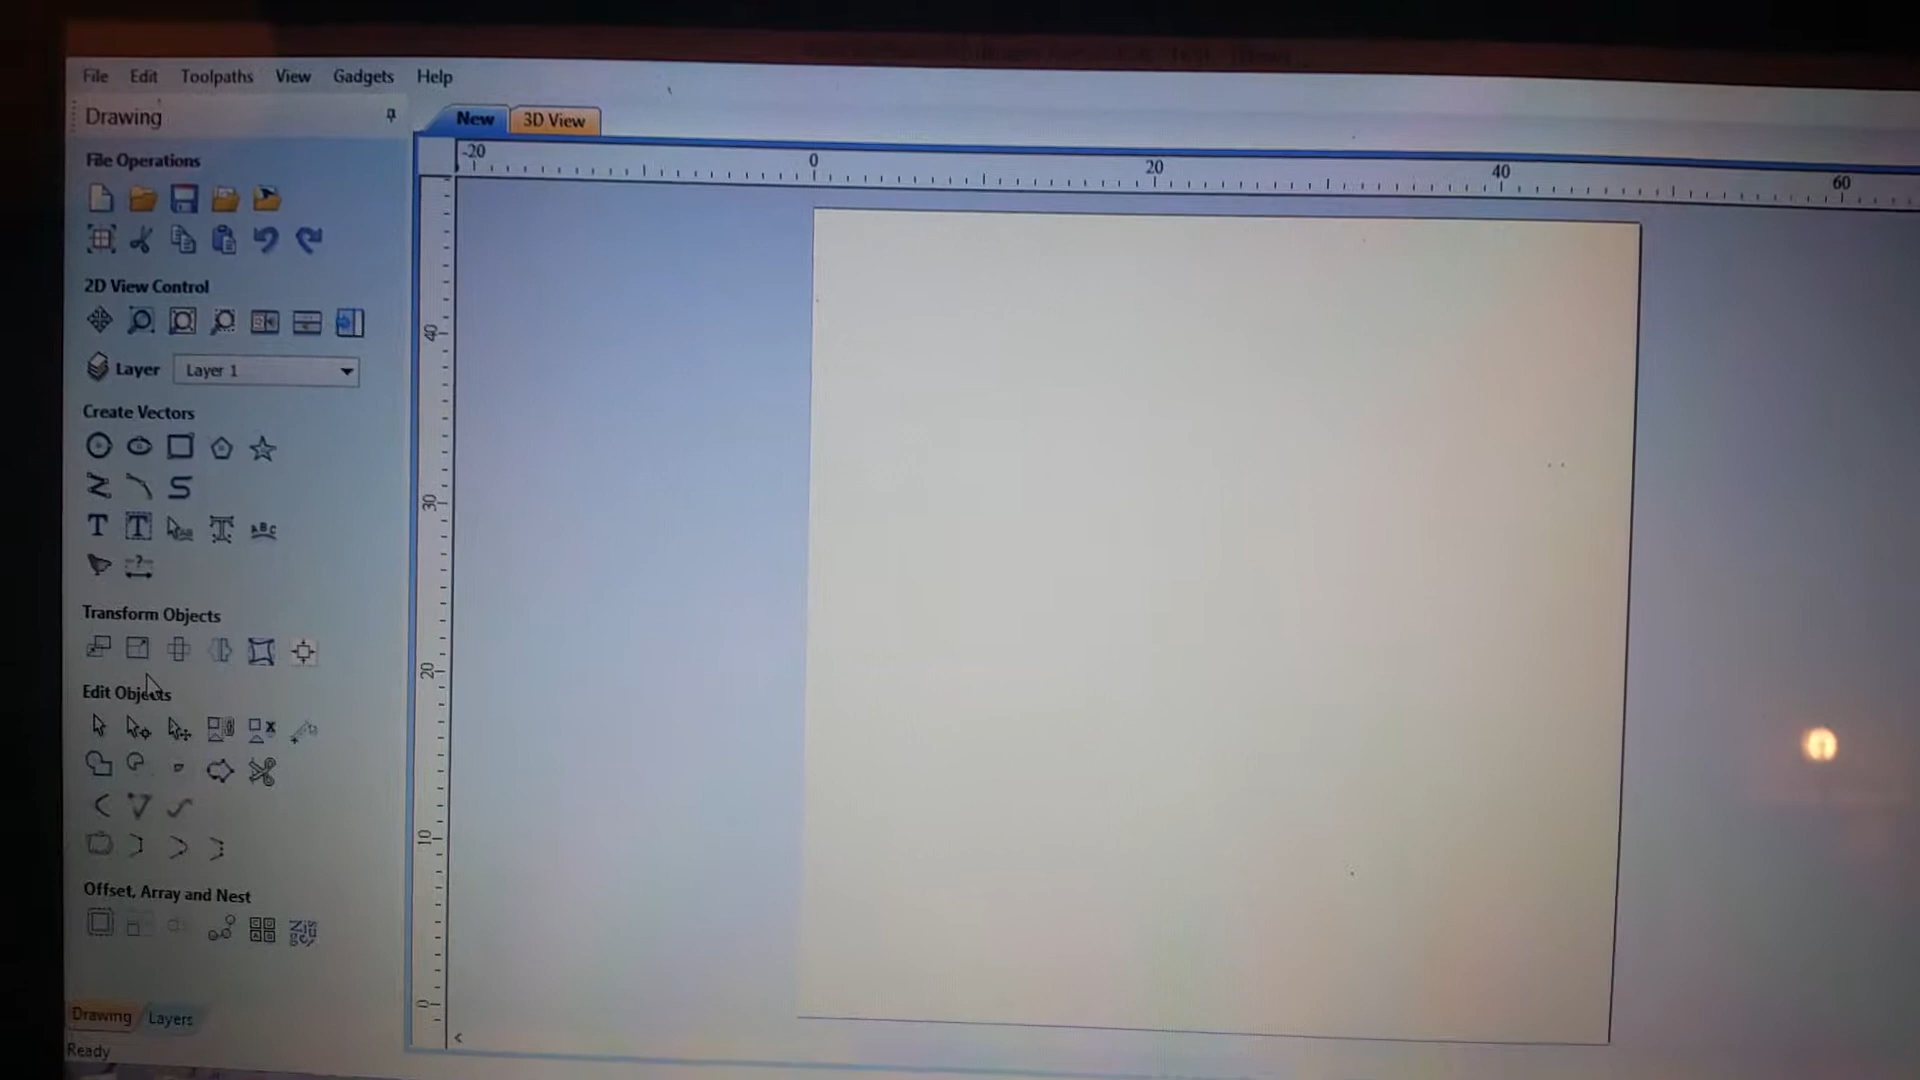 File Edit Toolpaths View Gadgets Help
Drawing
New 3D View
File Operations
-20 0 20 40 60
2D View Control
40
Layer Layer 1
Create Vectors
30
T T
ABC
Transform Objects
20
Edit Objects
10
Offset, Array and Nest
0
Drawing Layers
Ready